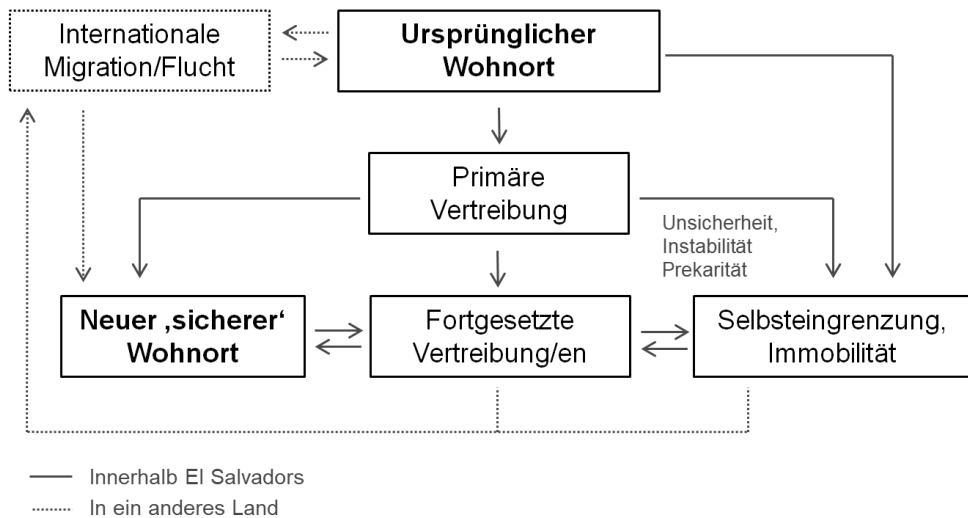 Internationale
Migration/Flucht
Ursprünglicher
Wohnort
Primäre
Vertreibung
Unsicherheit,
Instabilität
Prekarität
Neuer ‚sicherer‘
Wohnort
Fortgesetzte
Vertreibung/en
Selbsteingrenzung,
Immobilität
Innerhalb El Salvadors
In ein anderes Land